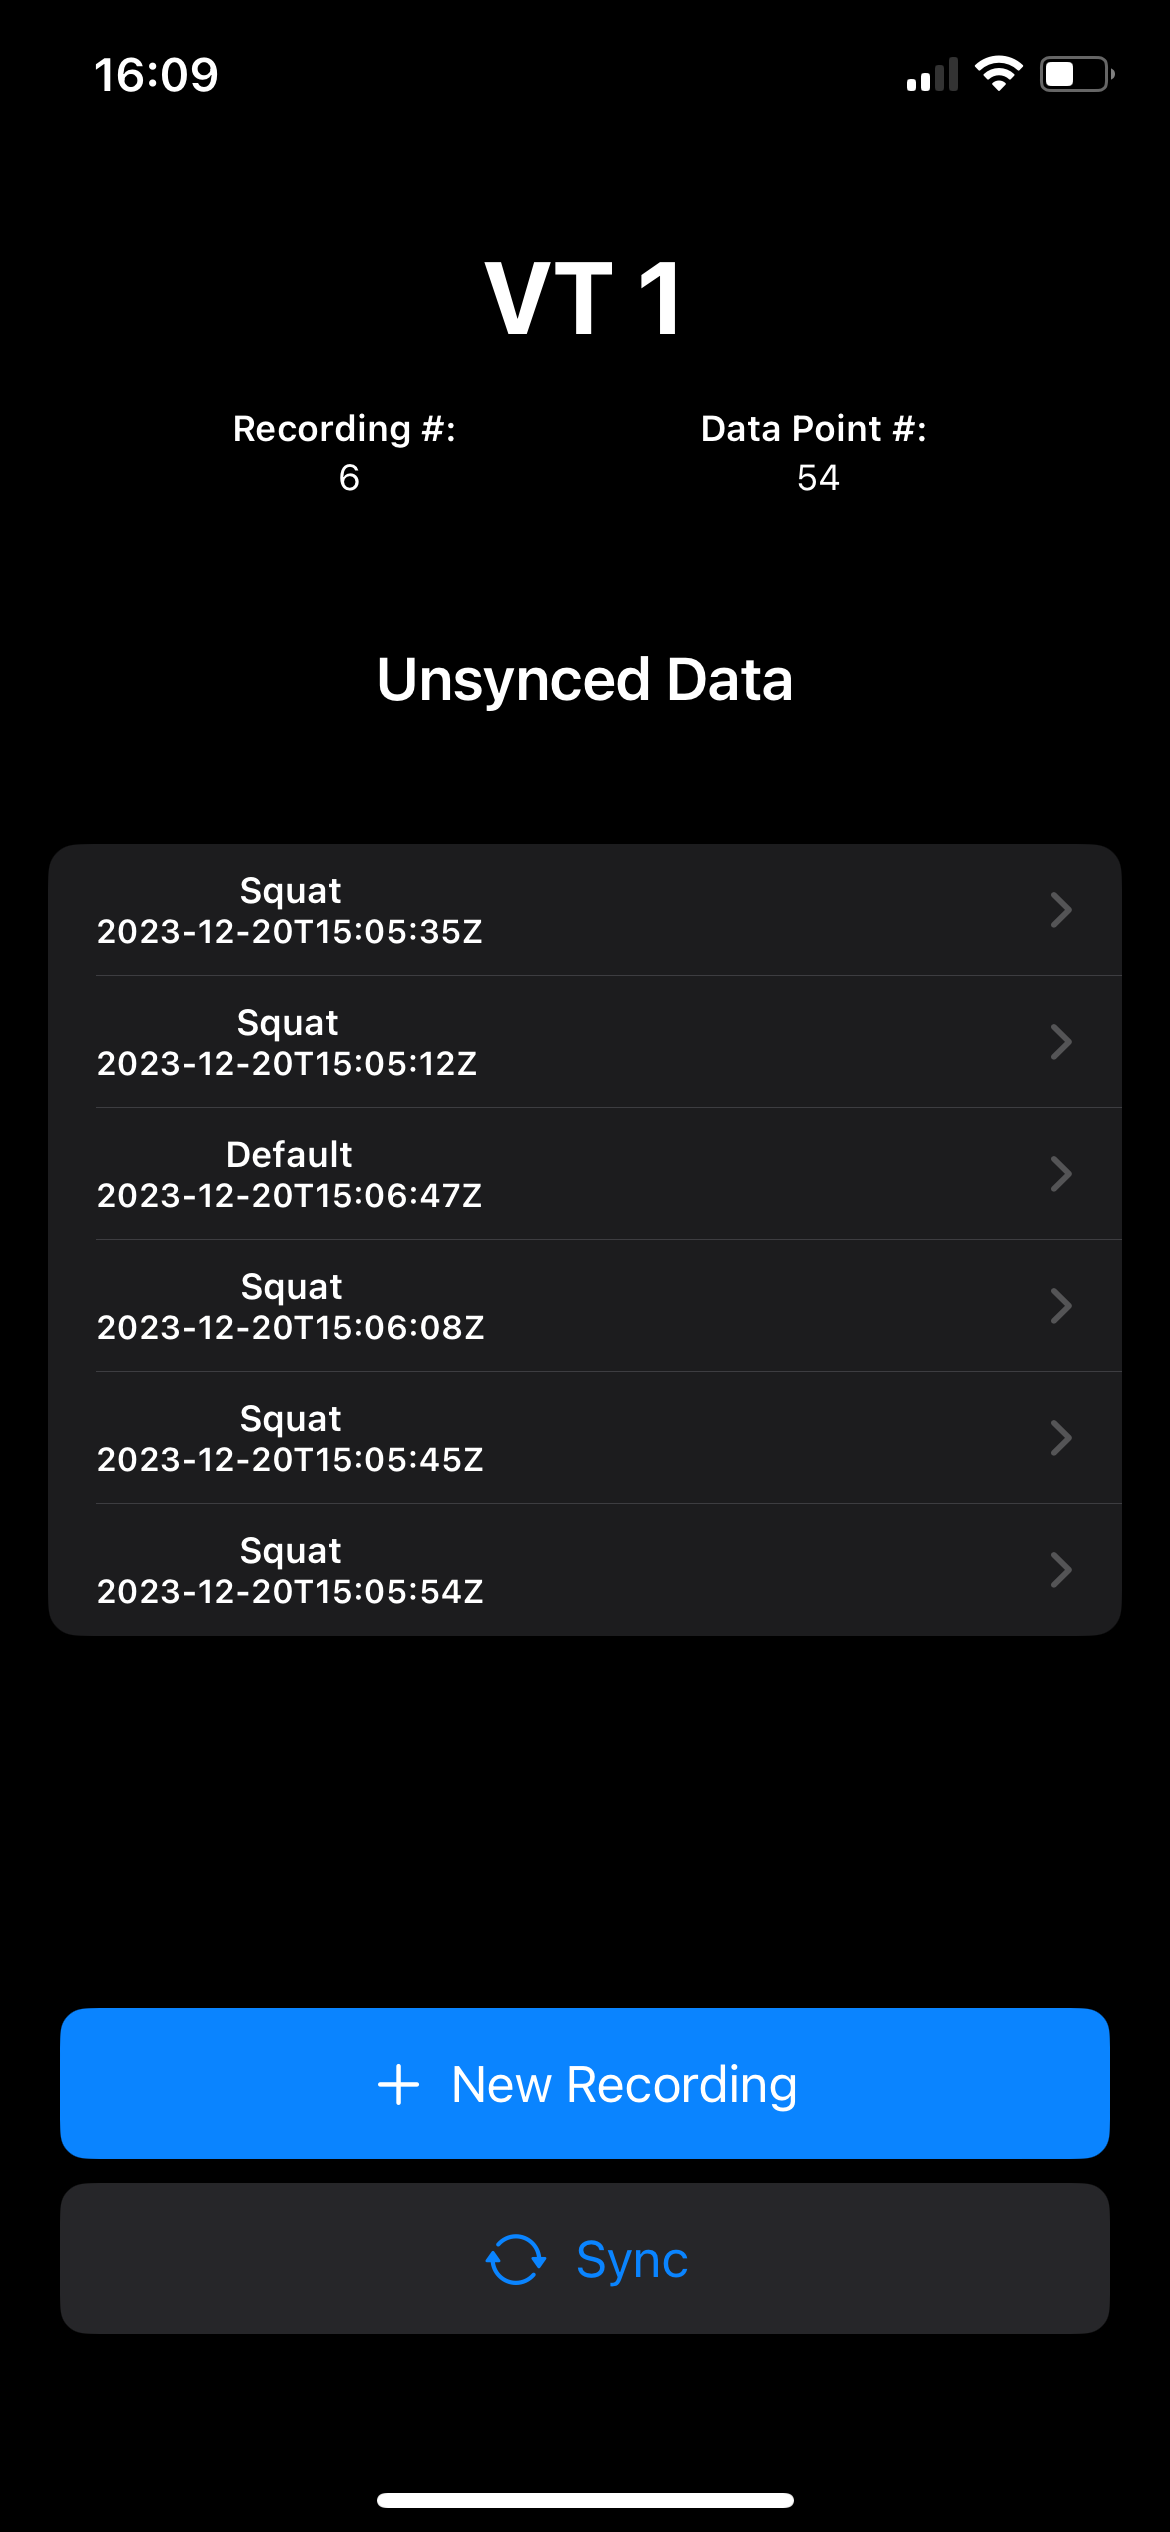 16:09
VT 1
Recording #:
6
Data Point #:
54
Unsynced Data
Squat
2023-12-20T15:05:35Z
Squat
2023-12-20T15:05:12Z
Default
2023-12-20T15:06:47Z
Squat
2023-12-20T15:06:08Z
Squat
2023-12-20T15:05:45Z
Squat
2023-12-20T15:05:54Z
New Recording
Sync